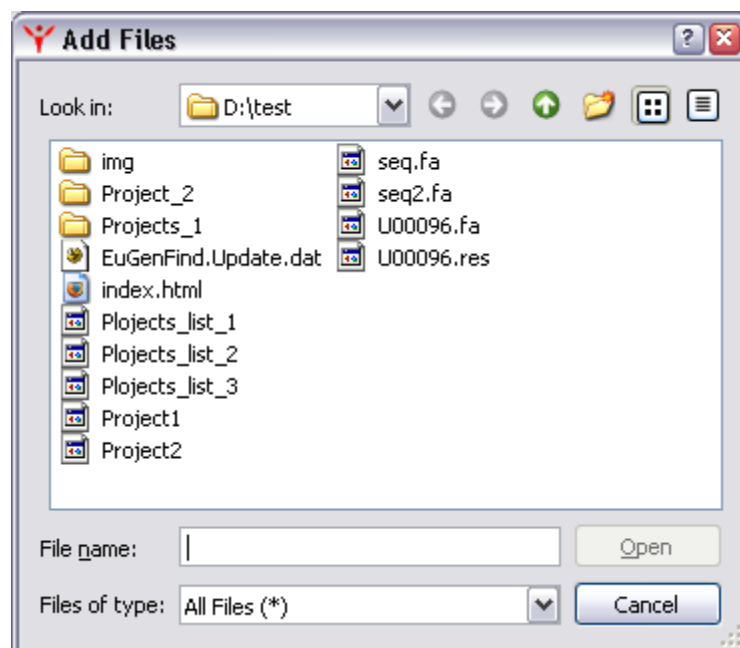 Add Files
Look in: D:\test
img
Project_2
Projects_1
EuGenFind.Update.dat
index.html
Plojects_list_1
Plojects_list_2
Plojects_list_3
Project1
Project2
seq.fa
seq2.fa
U00096.fa
U00096.res
File name: Open
Files of type: All Files (*) Cancel